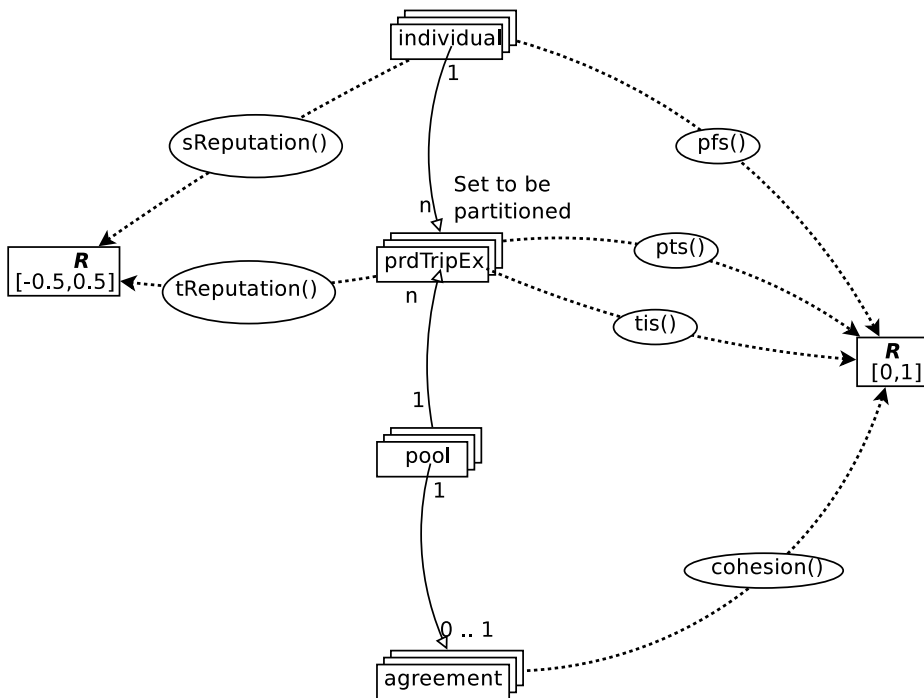 individual
1
sReputation()
pfs()
Set to be
partitioned
n
pts()
R
[-0.5,0.5]
prdTripEx
tReputation()
n
tis()
R
[0,1]
1
pool
1
cohesion()
0 .. 1
agreement